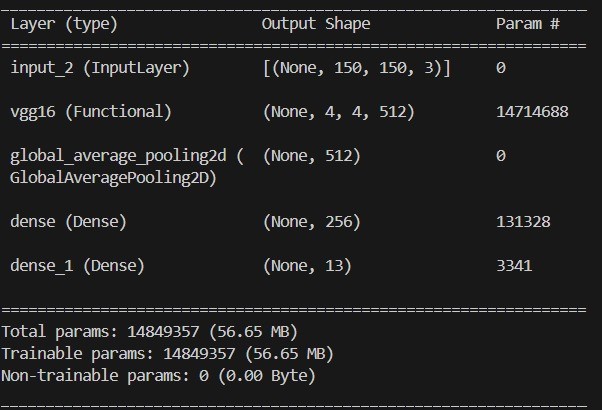 _________________________________________________________________
Layer (type) Output Shape Param #
=================================================================
input_2 (InputLayer) [(None, 150, 150, 3)] 0
vgg16 (Functional) (None, 4, 4, 512) 14714688
global_average_pooling2d ( (None, 512) 0
GlobalAveragePooling2D)
dense (Dense) (None, 256) 131328
dense_1 (Dense) (None, 13) 3341
=================================================================
Total params: 14849357 (56.65 MB)
Trainable params: 14849357 (56.65 MB)
Non-trainable params: 0 (0.00 Byte)
_________________________________________________________________